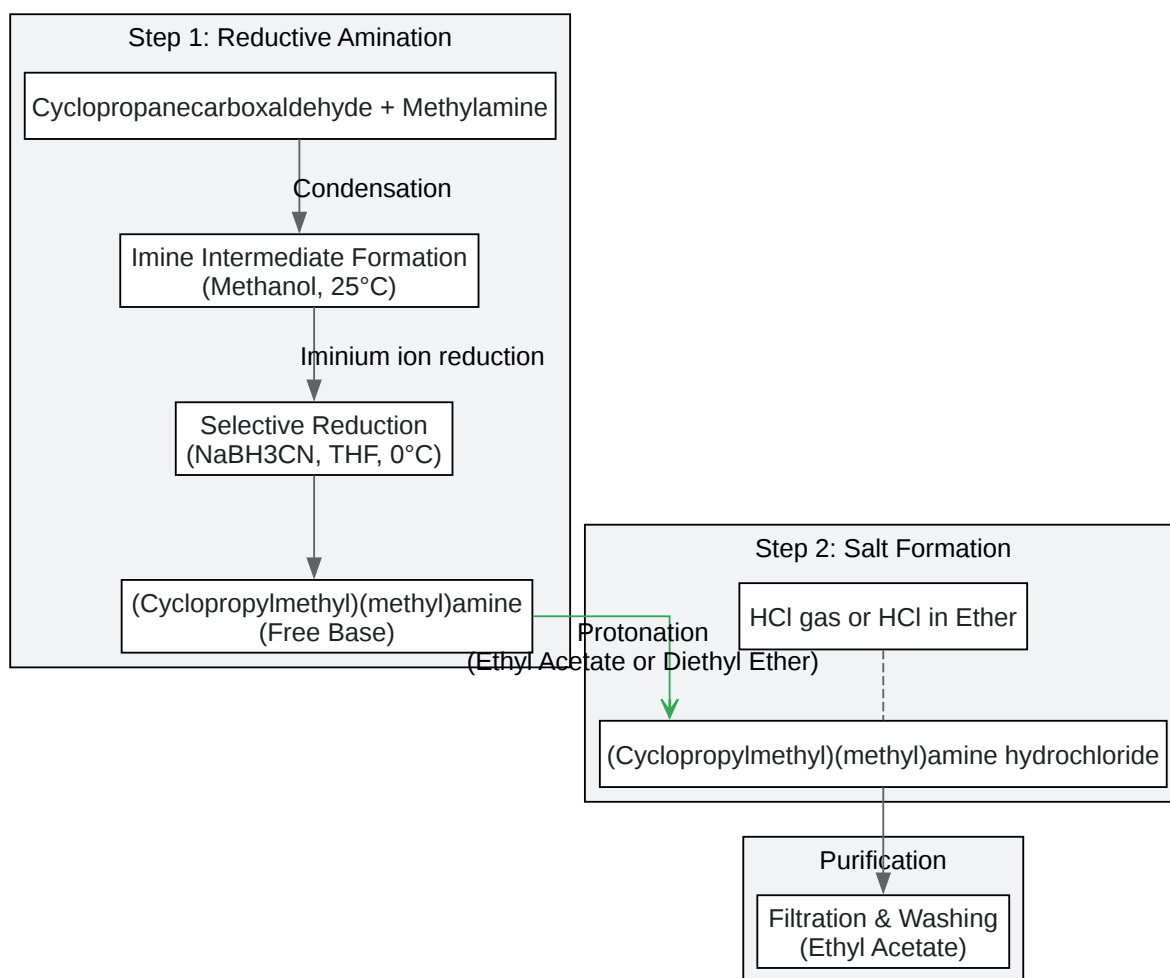 Step 1: Reductive Amination
Cyclopropanecarboxaldehyde + Methylamine
Condensation
Imine Intermediate Formation
(Methanol, 25°C)
Iminium ion reduction
Selective Reduction
(NaBH3CN, THF, 0°C)
(Cyclopropylmethyl)(methyl)amine
(Free Base)
Protonation
(Ethyl Acetate or Diethyl Ether)
Step 2: Salt Formation
HCl gas or HCl in Ether
(Cyclopropylmethyl)(methyl)amine hydrochloride
Purification
Filtration & Washing
(Ethyl Acetate)